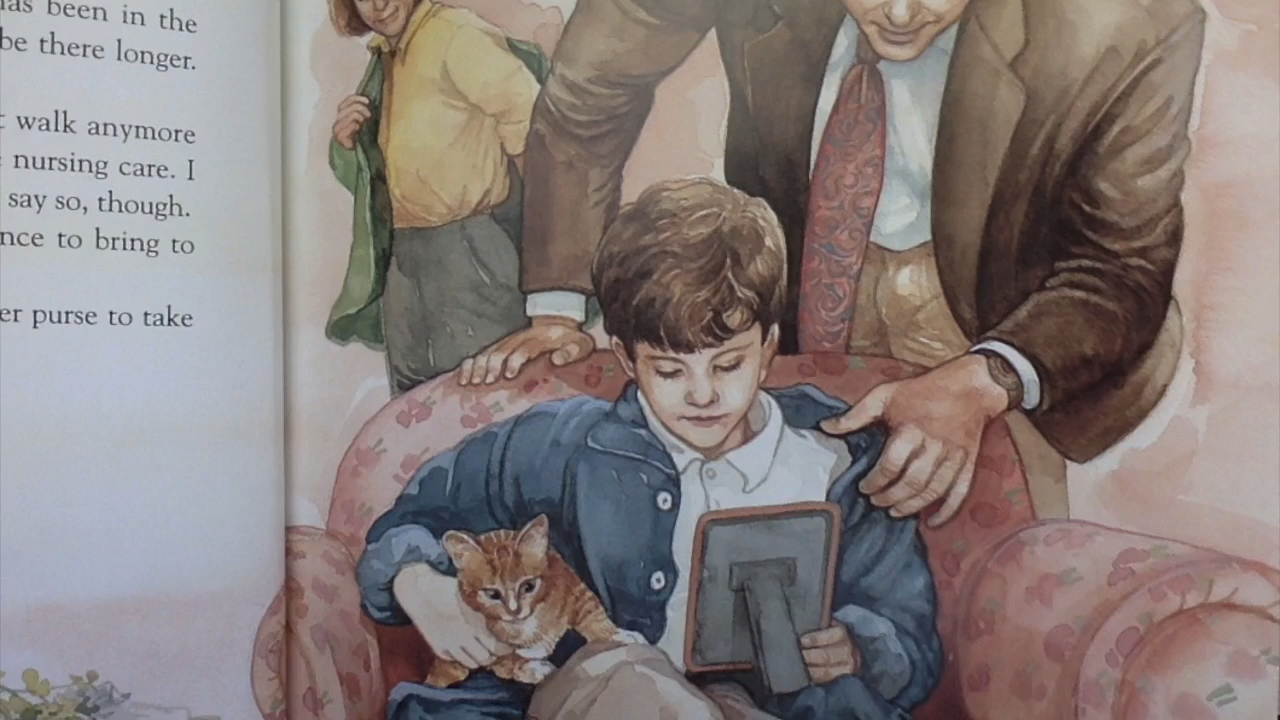 has been in the
be there longer.
walk anymore
nursing care. I
say so, though.
nce to bring to
er purse to take